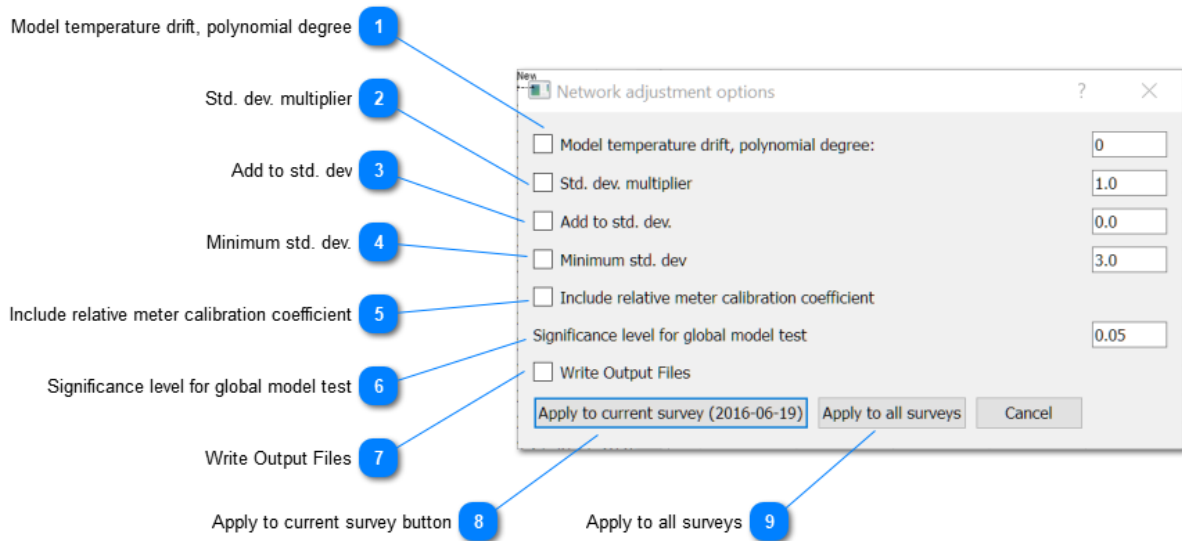 Model temperature drift, polynomial degree 1
New
Network adjustment options ? ×
Std. dev. multiplier 2
Model temperature drift, polynomial degree: 0
Add to std. dev 3
Std. dev. multiplier 1.0
Add to std. dev. 0.0
Minimum std. dev. 4
Minimum std. dev 3.0
Include relative meter calibration coefficient 5
Include relative meter calibration coefficient
Significance level for global model test 0.05
Significance level for global model test 6
Write Output Files
Apply to current survey (2016-06-19) Apply to all surveys Cancel
Write Output Files 7
Apply to current survey button 8
Apply to all surveys 9